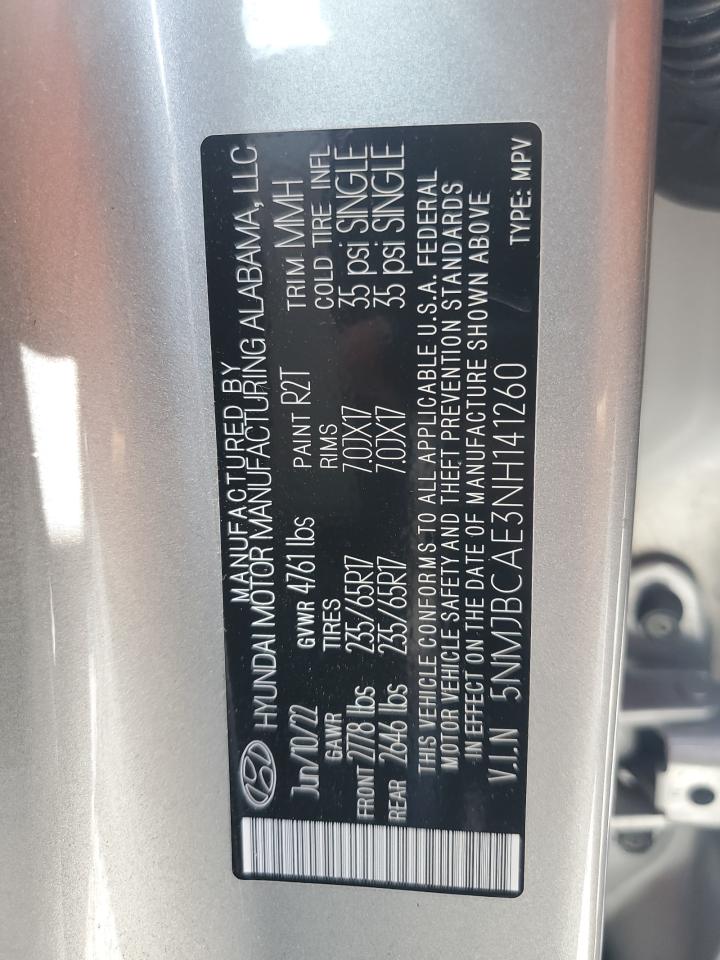 MANUFACTURED BY
HYUNDAI MOTOR MANUFACTURING ALABAMA, LLC
Jun/10/22 GVWR 4761 lbs PAINT R2T TRIM MMH
GAWR TIRES RIMS COLD TIRE INFL
FRONT 2778 lbs 235/65R17 7.0JX17 35 psi SINGLE
REAR 2646 lbs 235/65R17 7.0JX17 35 psi SINGLE
THIS VEHICLE CONFORMS TO ALL APPLICABLE U.S.A. FEDERAL
MOTOR VEHICLE SAFETY AND THEFT PREVENTION STANDARDS
IN EFFECT ON THE DATE OF MANUFACTURE SHOWN ABOVE
V.I.N 5NMJBCAE3NH141260 TYPE: MPV